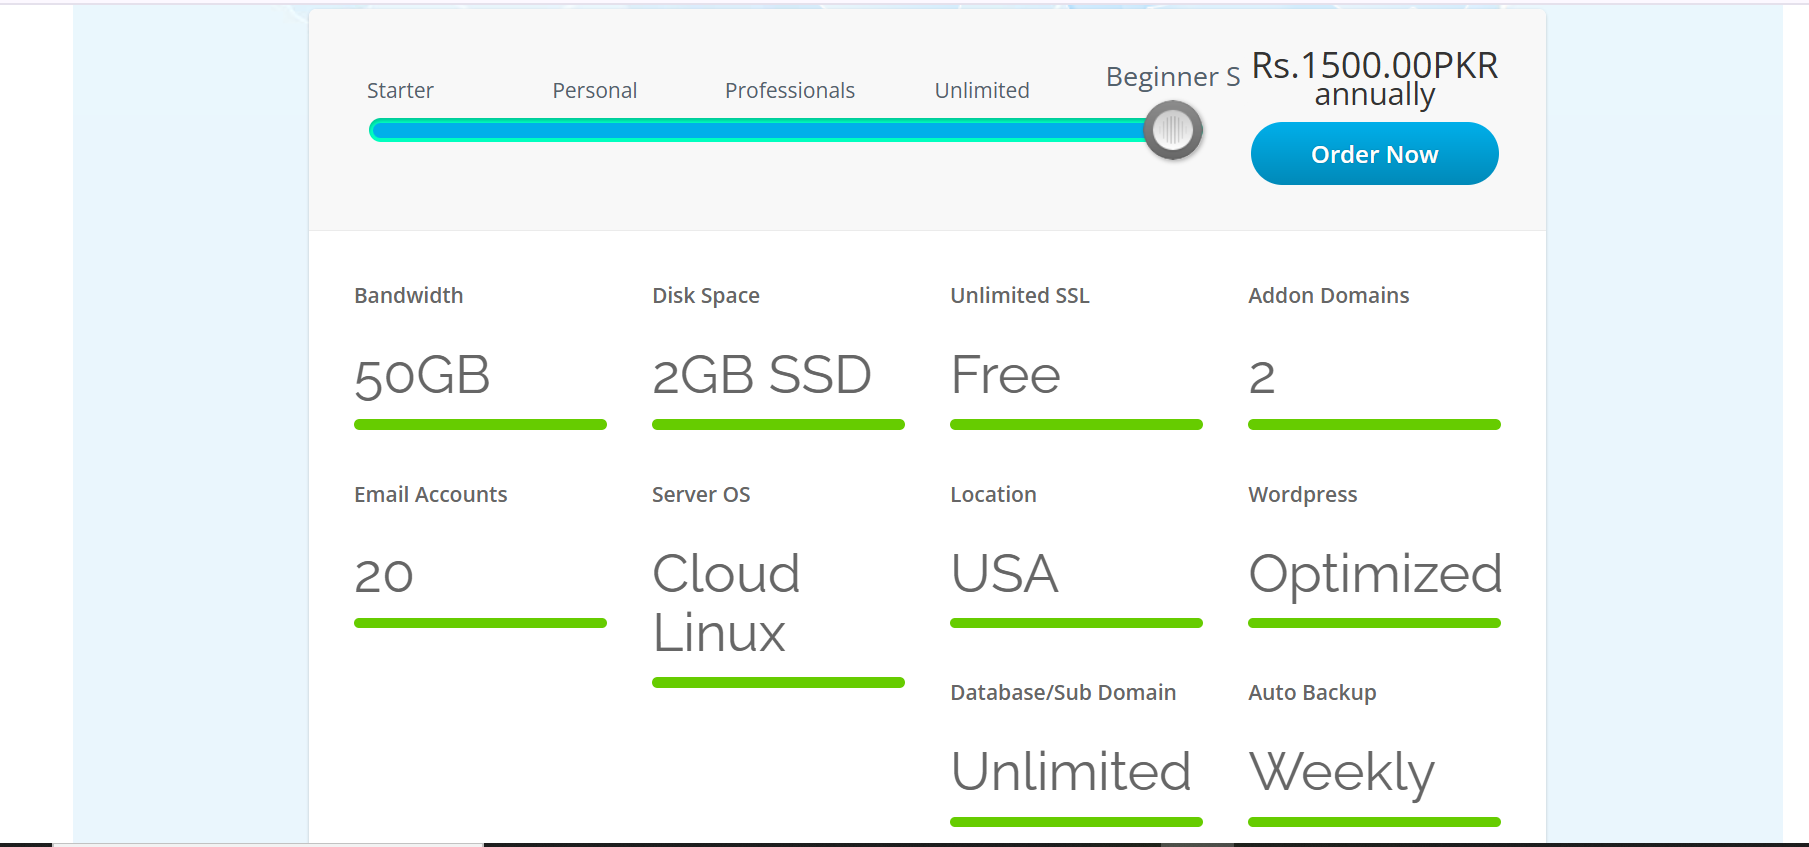 Starter
Personal
Professionals
Unlimited
Beginner S
Rs.1500.00PKR
annually
Order Now
Bandwidth
50GB
Disk Space
2GB SSD
Unlimited SSL
Free
Addon Domains
2
Email Accounts
20
Server OS
Cloud
Linux
Location
USA
Wordpress
Optimized
Database/Sub Domain
Unlimited
Auto Backup
Weekly